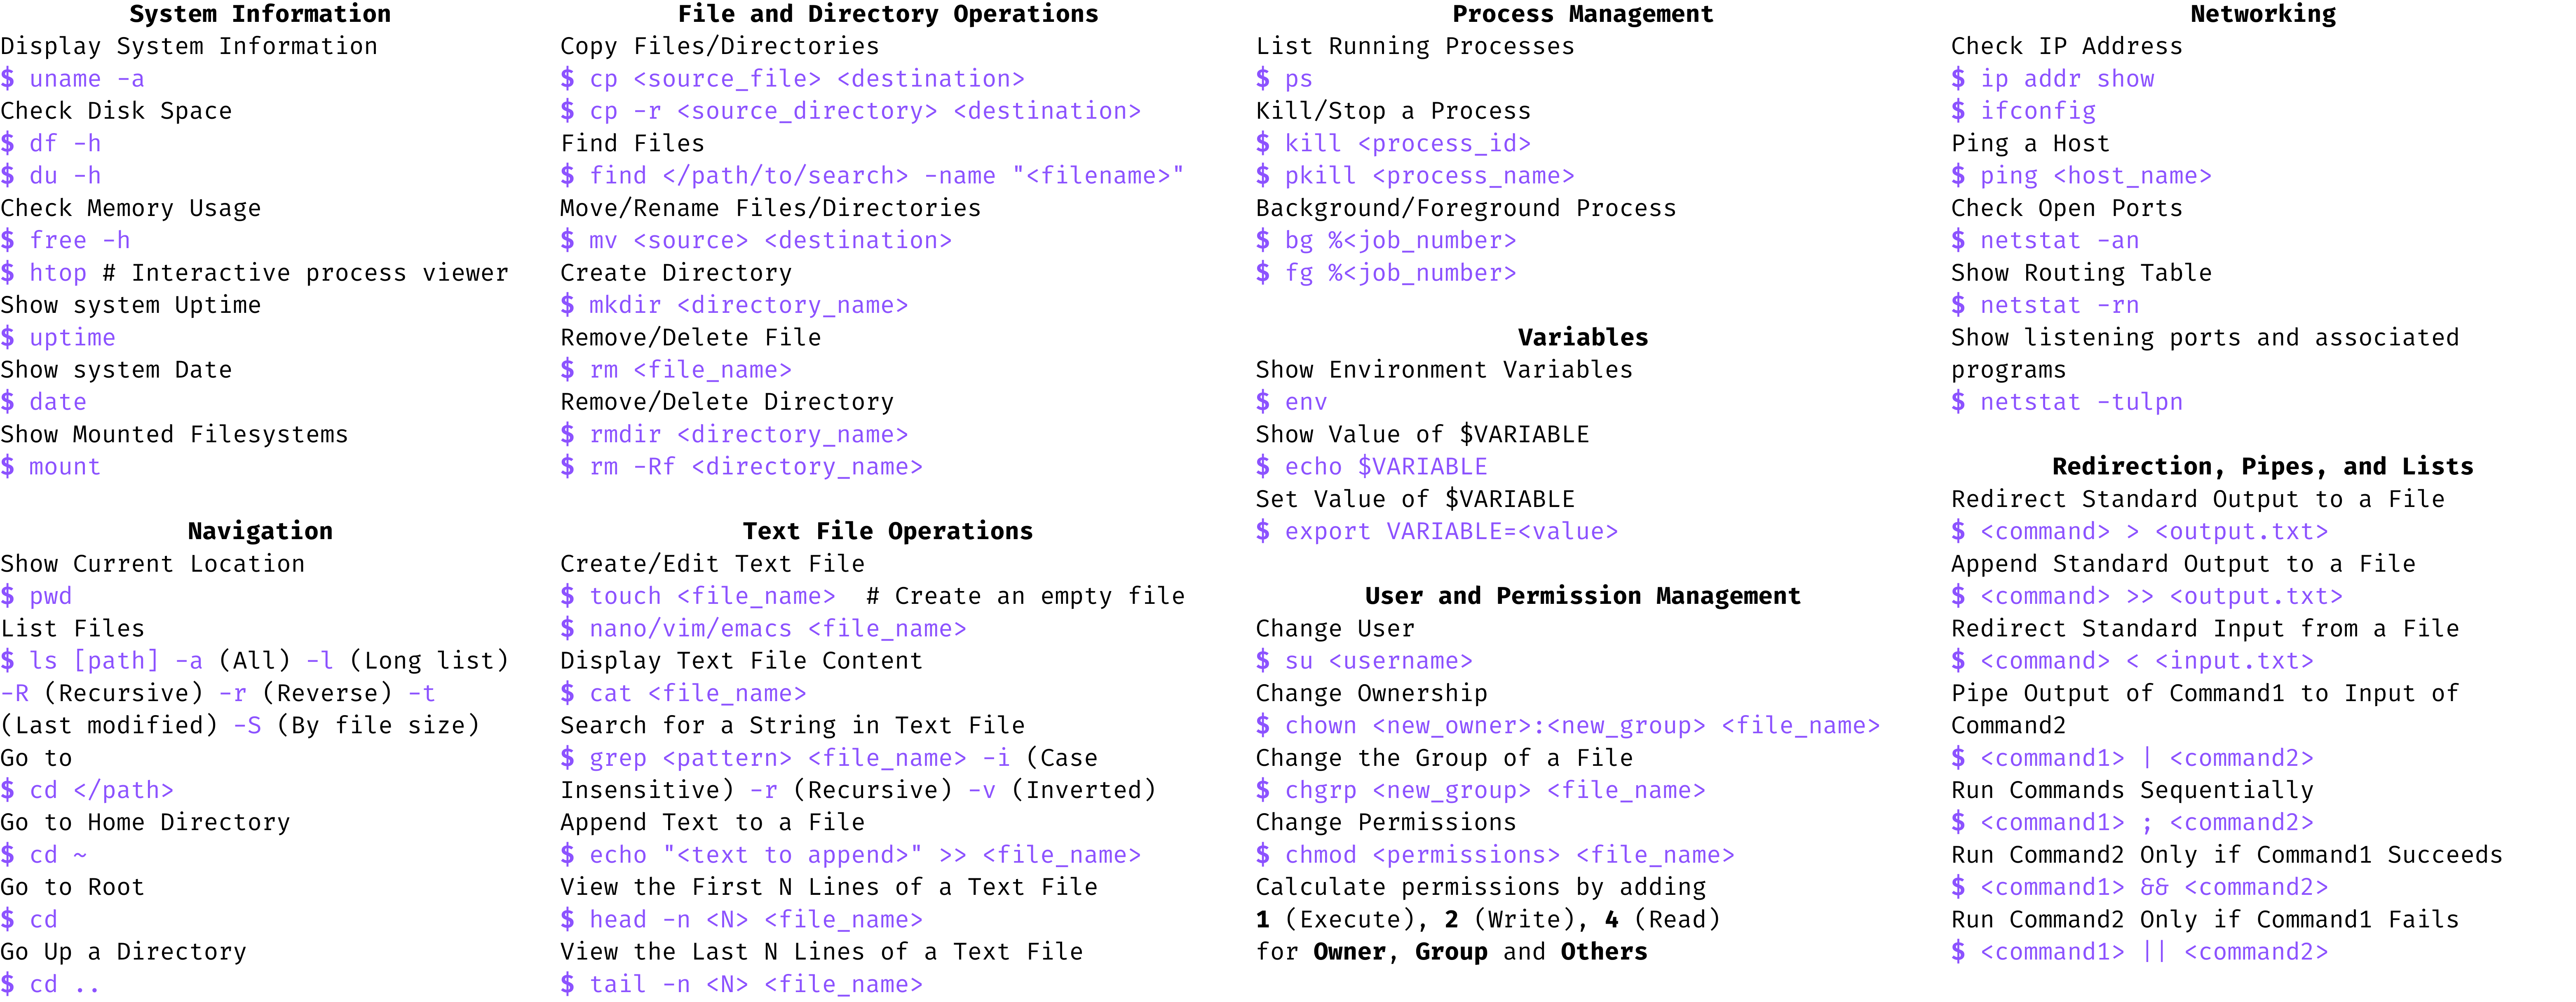 System Information
Display System Information
$ uname -a
Check Disk Space
$ df -h
$ du -h
Check Memory Usage
$ free -h
$ htop # Interactive process viewer
Show system Uptime
$ uptime
Show system Date
$ date
Show Mounted Filesystems
$ mount
Navigation
Show Current Location
$ pwd
List Files
$ ls [path] -a (All) -l (Long list)
-R (Recursive) -r (Reverse) -t
(Last modified) -S (By file size)
Go to
$ cd </path>
Go to Home Directory
$ cd ~
Go to Root
$ cd
Go Up a Directory
$ cd ..
File and Directory Operations
Copy Files/Directories
$ cp <source_file> <destination>
$ cp -r <source_directory> <destination>
Find Files
$ find </path/to/search> -name "<filename>"
Move/Rename Files/Directories
$ mv <source> <destination>
Create Directory
$ mkdir <directory_name>
Remove/Delete File
$ rm <file_name>
Remove/Delete Directory
$ rmdir <directory_name>
$ rm -Rf <directory_name>
Text File Operations
Create/Edit Text File
$ touch <file_name>  # Create an empty file
$ nano/vim/emacs <file_name>
Display Text File Content
$ cat <file_name>
Search for a String in Text File
$ grep <pattern> <file_name> -i (Case
Insensitive) -r (Recursive) -v (Inverted)
Append Text to a File
$ echo "<text to append>" >> <file_name>
View the First N Lines of a Text File
$ head -n <N> <file_name>
View the Last N Lines of a Text File
$ tail -n <N> <file_name>
Process Management
List Running Processes
$ ps
Kill/Stop a Process
$ kill <process_id>
$ pkill <process_name>
Background/Foreground Process
$ bg %<job_number>
$ fg %<job_number>
Variables
Show Environment Variables
$ env
Show Value of $VARIABLE
$ echo $VARIABLE
Set Value of $VARIABLE
$ export VARIABLE=<value>
User and Permission Management
Change User
$ su <username>
Change Ownership
$ chown <new_owner>:<new_group> <file_name>
Change the Group of a File
$ chgrp <new_group> <file_name>
Change Permissions
$ chmod <permissions> <file_name>
Calculate permissions by adding
1 (Execute), 2 (Write), 4 (Read)
for Owner, Group and Others
Networking
Check IP Address
$ ip addr show
$ ifconfig
Ping a Host
$ ping <host_name>
Check Open Ports
$ netstat -an
Show Routing Table
$ netstat -rn
Show listening ports and associated
programs
$ netstat -tulpn
Redirection, Pipes, and Lists
Redirect Standard Output to a File
$ <command> > <output.txt>
Append Standard Output to a File
$ <command> >> <output.txt>
Redirect Standard Input from a File
$ <command> < <input.txt>
Pipe Output of Command1 to Input of
Command2
$ <command1> | <command2>
Run Commands Sequentially
$ <command1> ; <command2>
Run Command2 Only if Command1 Succeeds
$ <command1> && <command2>
Run Command2 Only if Command1 Fails
$ <command1> || <command2>